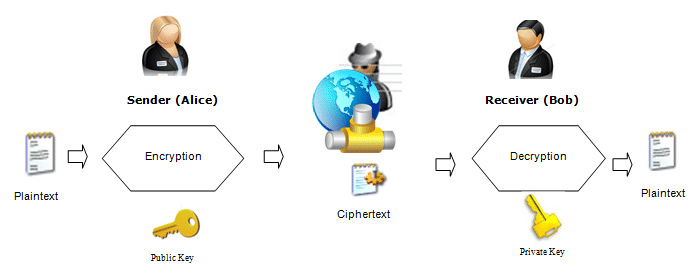 Sender (Alice)
Receiver (Bob)
Encryption
Decryption
Plaintext
Ciphertext
Plaintext
Public Key
Private Key